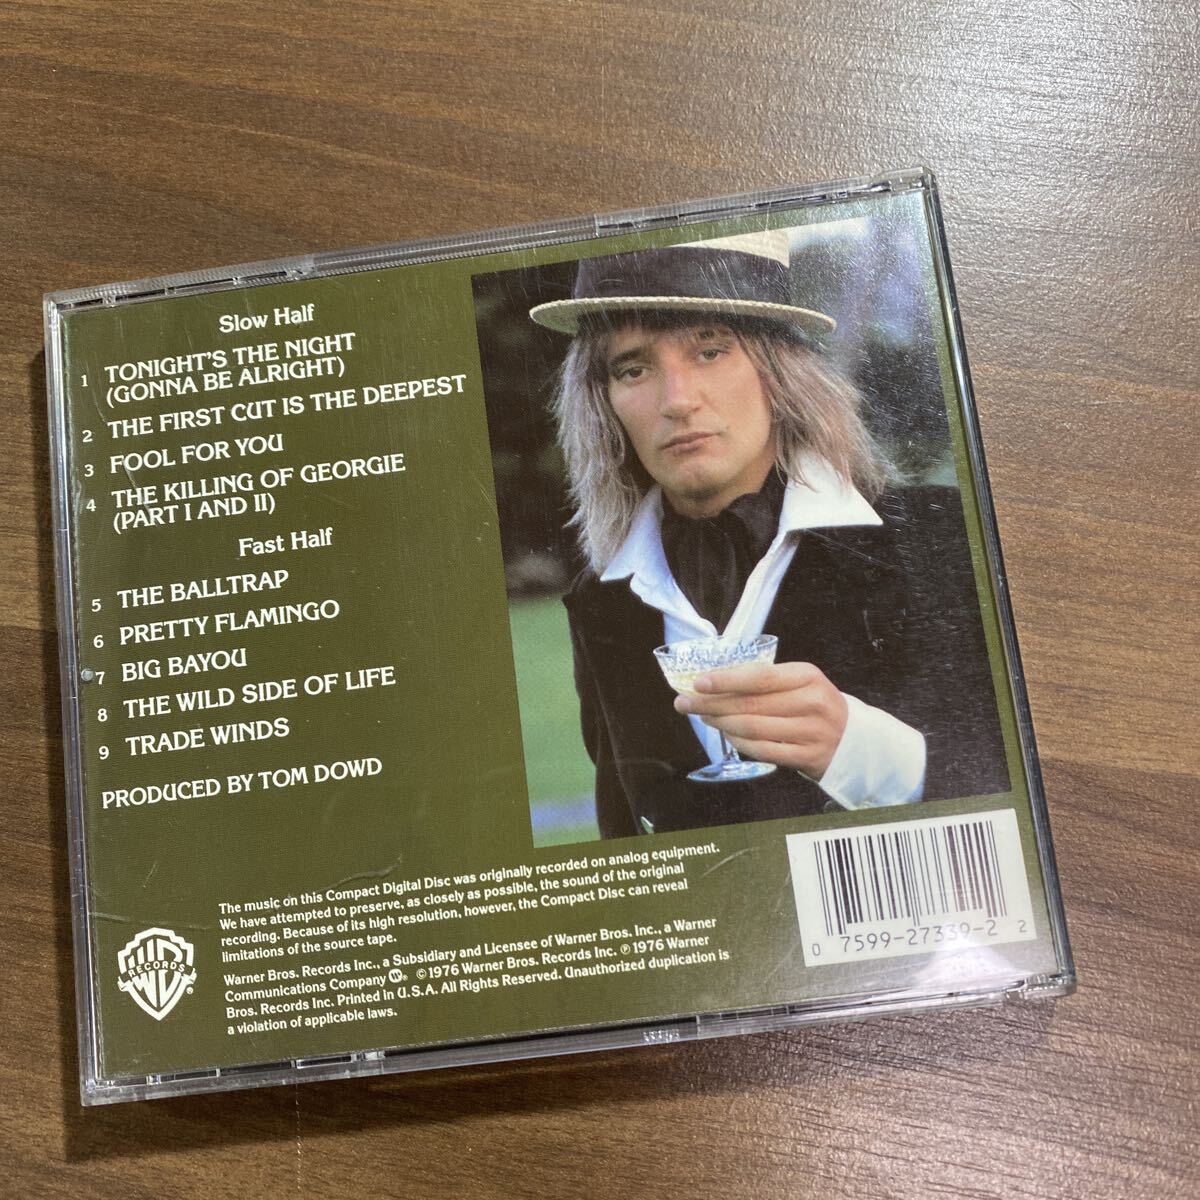 Slow Half
1 TONIGHT'S THE NIGHT
(GONNA BE ALRIGHT)
2 THE FIRST CUT IS THE DEEPEST
3 FOOL FOR YOU
4 THE KILLING OF GEORGIE
(PART I AND II)
Fast Half
5 THE BALLTRAP
6 PRETTY FLAMINGO
7 BIG BAYOU
8 THE WILD SIDE OF LIFE
9 TRADE WINDS
PRODUCED BY TOM DOWD
The music on this Compact Digital Disc was originally recorded on analog equipment.
We have attempted to preserve, as closely as possible, the sound of the original
recording. Because of its high resolution, however, the Compact Disc can reveal
limitations of the source tape.
Warner Bros. Records Inc., a Subsidiary and Licensee of Warner Bros. Inc., a Warner
Communications Company W ®. © 1976 Warner Bros. Records Inc. ℗ 1976 Warner
Bros. Records Inc. Printed in U.S.A. All Rights Reserved. Unauthorized duplication is
a violation of applicable laws.
WB RECORDS
0 7599-27339-2 2